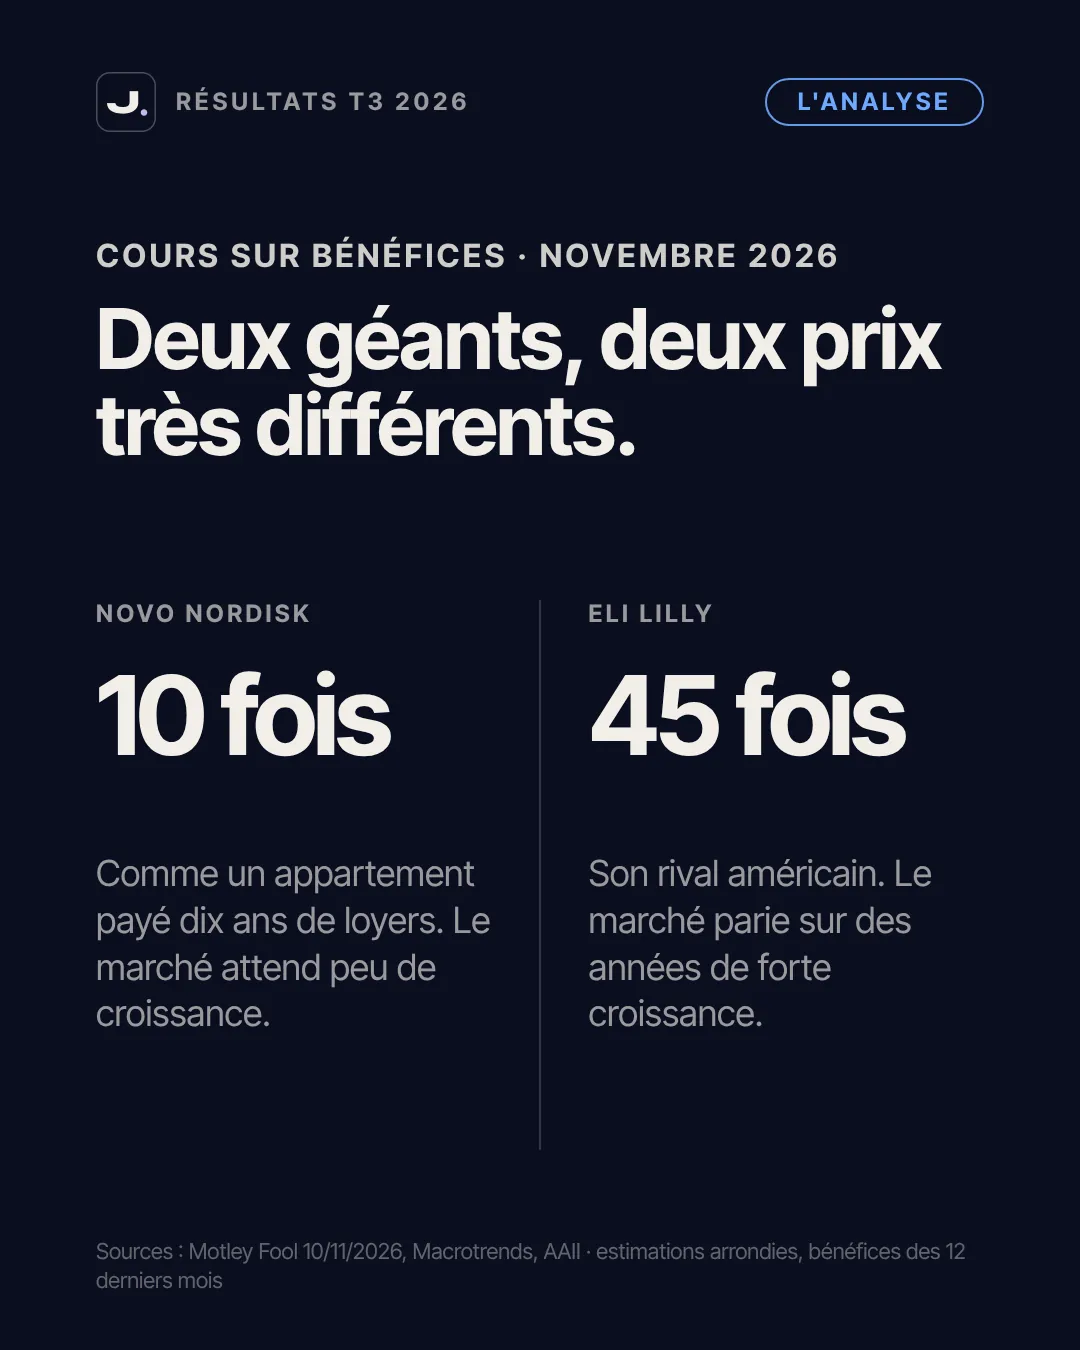 J.
RÉSULTATS T3 2026
L'ANALYSE
COURS SUR BÉNÉFICES · NOVEMBRE 2026
Deux géants, deux prix
très différents.
NOVO NORDISK
10 fois
Comme un appartement
payé dix ans de loyers. Le
marché attend peu de
croissance.
ELI LILLY
45 fois
Son rival américain. Le
marché parie sur des
années de forte
croissance.
Sources : Motley Fool 10/11/2026, Macrotrends, AAII · estimations arrondies, bénéfices des 12
derniers mois